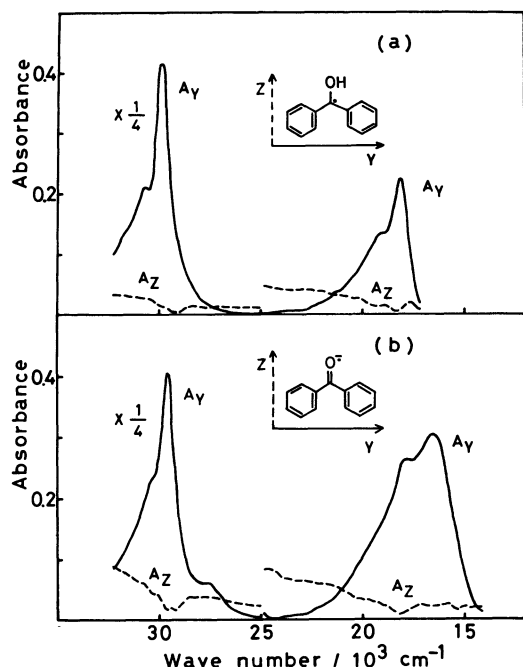 (a)
0.4
A_Y
X 1/4
Z
OH
Y
A_Y
0.2
A_Z
A_Z
Absorbance
(b)
0.4
A_Y
X 1/4
Z
O
Y
A_Y
0.2
A_Z
A_Z
Absorbance
30 25 20 15
Wave number / 10³ cm⁻¹